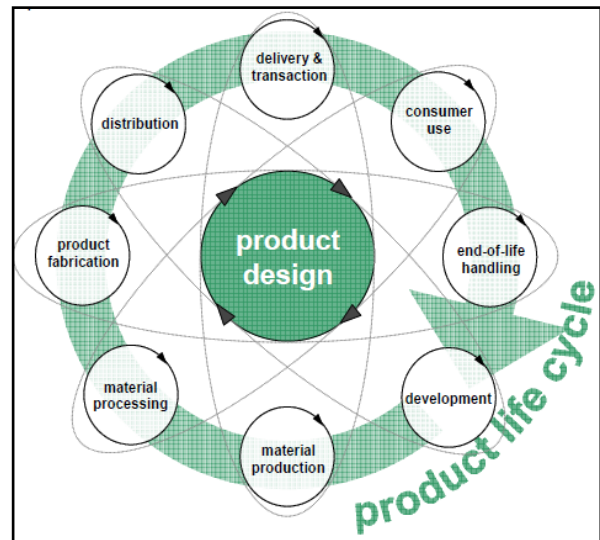 delivery &
transaction
consumer
use
end-of-life
handling
development
material
production
material
processing
product
fabrication
distribution
product
design
product life cycle